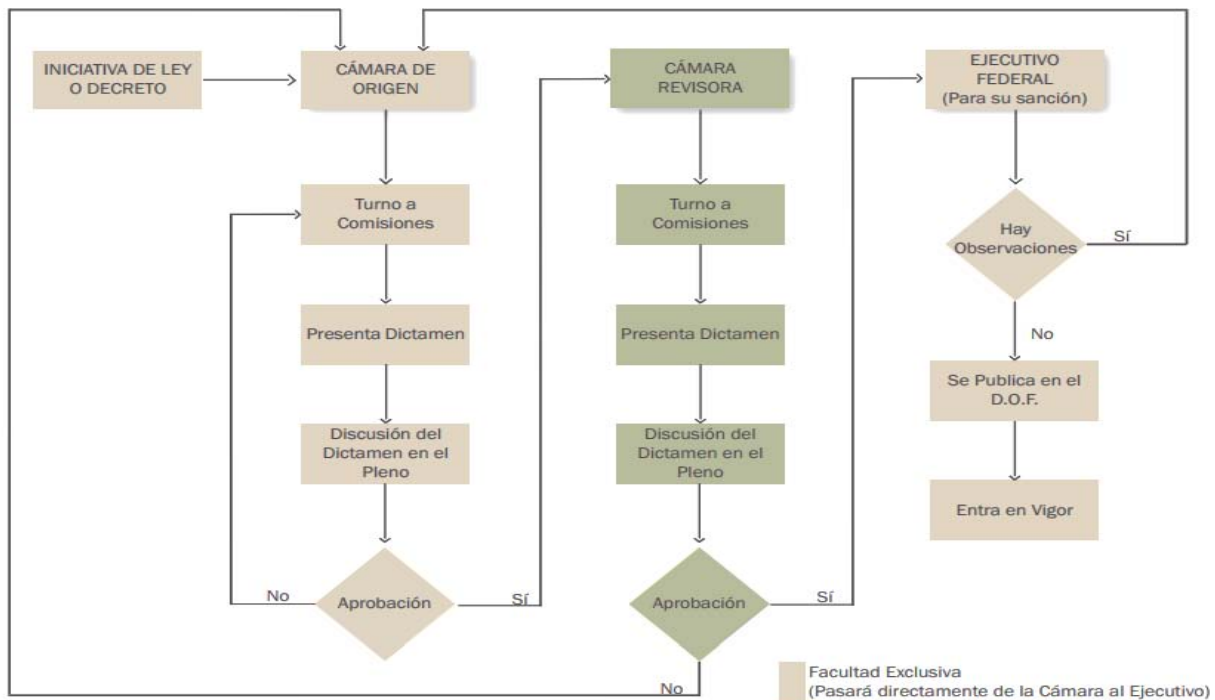 INICIATIVA DE LEY
O DECRETO
CÁMARA DE
ORIGEN
Turno a
Comisiones
Presenta Dictamen
Discusión del
Dictamen en el
Pleno
Aprobación
No
Sí
CÁMARA
REVISORA
Turno a
Comisiones
Presenta Dictamen
Discusión del
Dictamen en el
Pleno
Aprobación
No
Sí
EJECUTIVO
FEDERAL
(Para su sanción)
Hay
Observaciones
Sí
No
Se Publica en el
D.O.F.
Entra en Vigor
Facultad Exclusiva
(Pasará directamente de la Cámara al Ejecutivo)